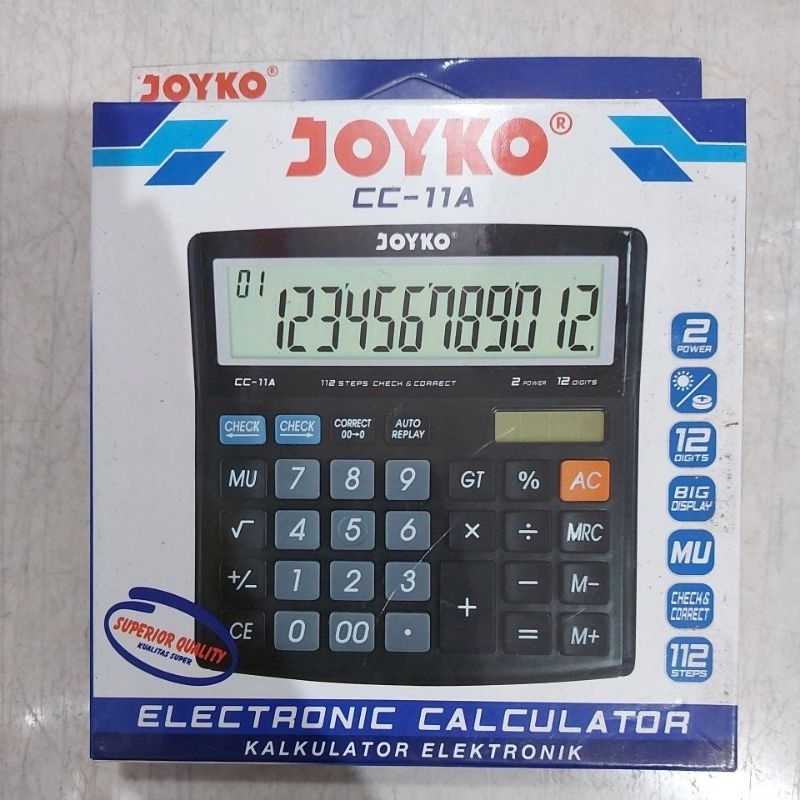 JOYKO®
JOYKO®
CC-11A
JOYKO®
01
123456789012.
CC-11A 112 STEPS CHECK & CORRECT 2 POWER 12 DIGITS
CHECK CHECK CORRECT 00→0 AUTO REPLAY
MU 7 8 9 GT % AC
√ 4 5 6 × ÷ MRC
+/− 1 2 3 + − M−
CE 0 00 · = M+
2 POWER
12 DIGITS
BIG DISPLAY
MU
CHECK & CORRECT
112 STEPS
SUPERIOR QUALITY
KUALITAS SUPER
ELECTRONIC CALCULATOR
KALKULATOR ELEKTRONIK